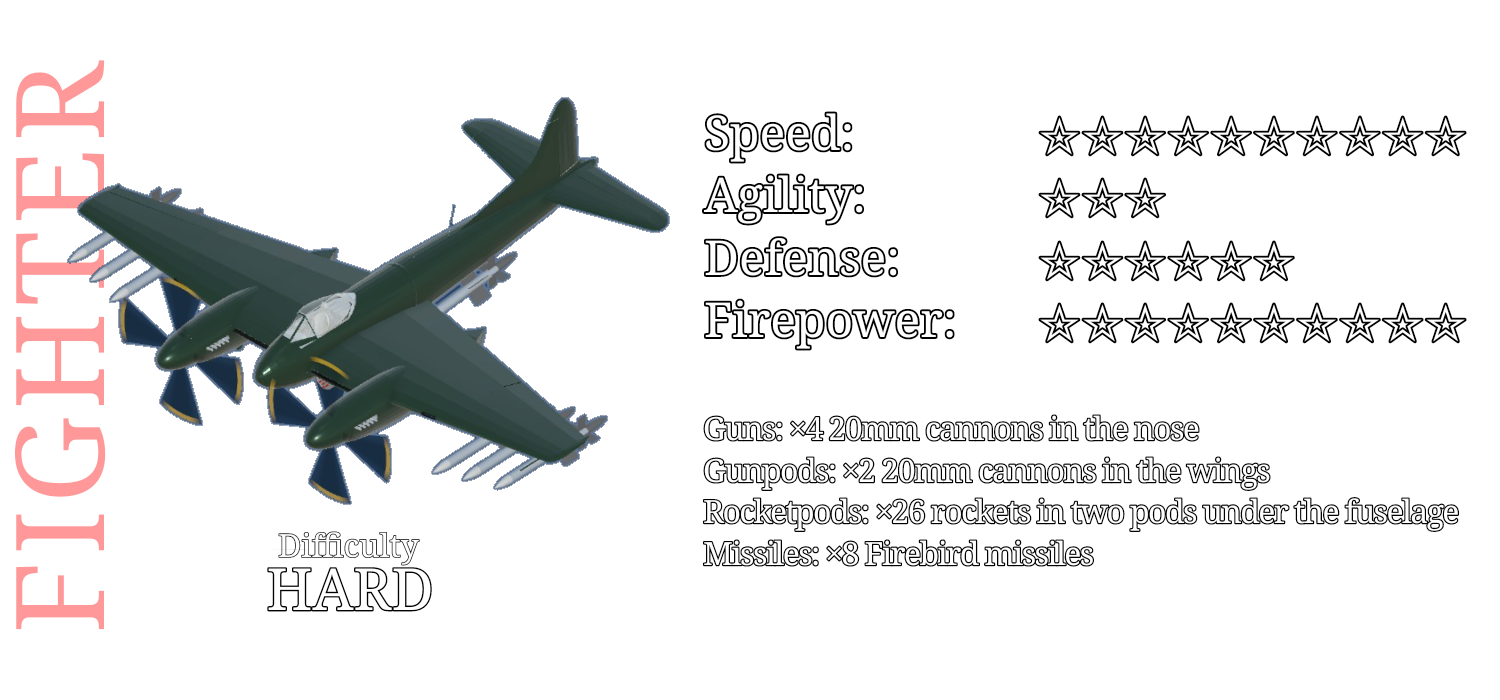 FIGHTER
Difficulty
HARD
Speed: ☆☆☆☆☆☆☆☆☆☆
Agility: ☆☆☆
Defense: ☆☆☆☆☆☆
Firepower: ☆☆☆☆☆☆☆☆☆☆
Guns: ×4 20mm cannons in the nose
Gunpods: ×2 20mm cannons in the wings
Rocketpods: ×26 rockets in two pods under the fuselage
Missiles: ×8 Firebird missiles